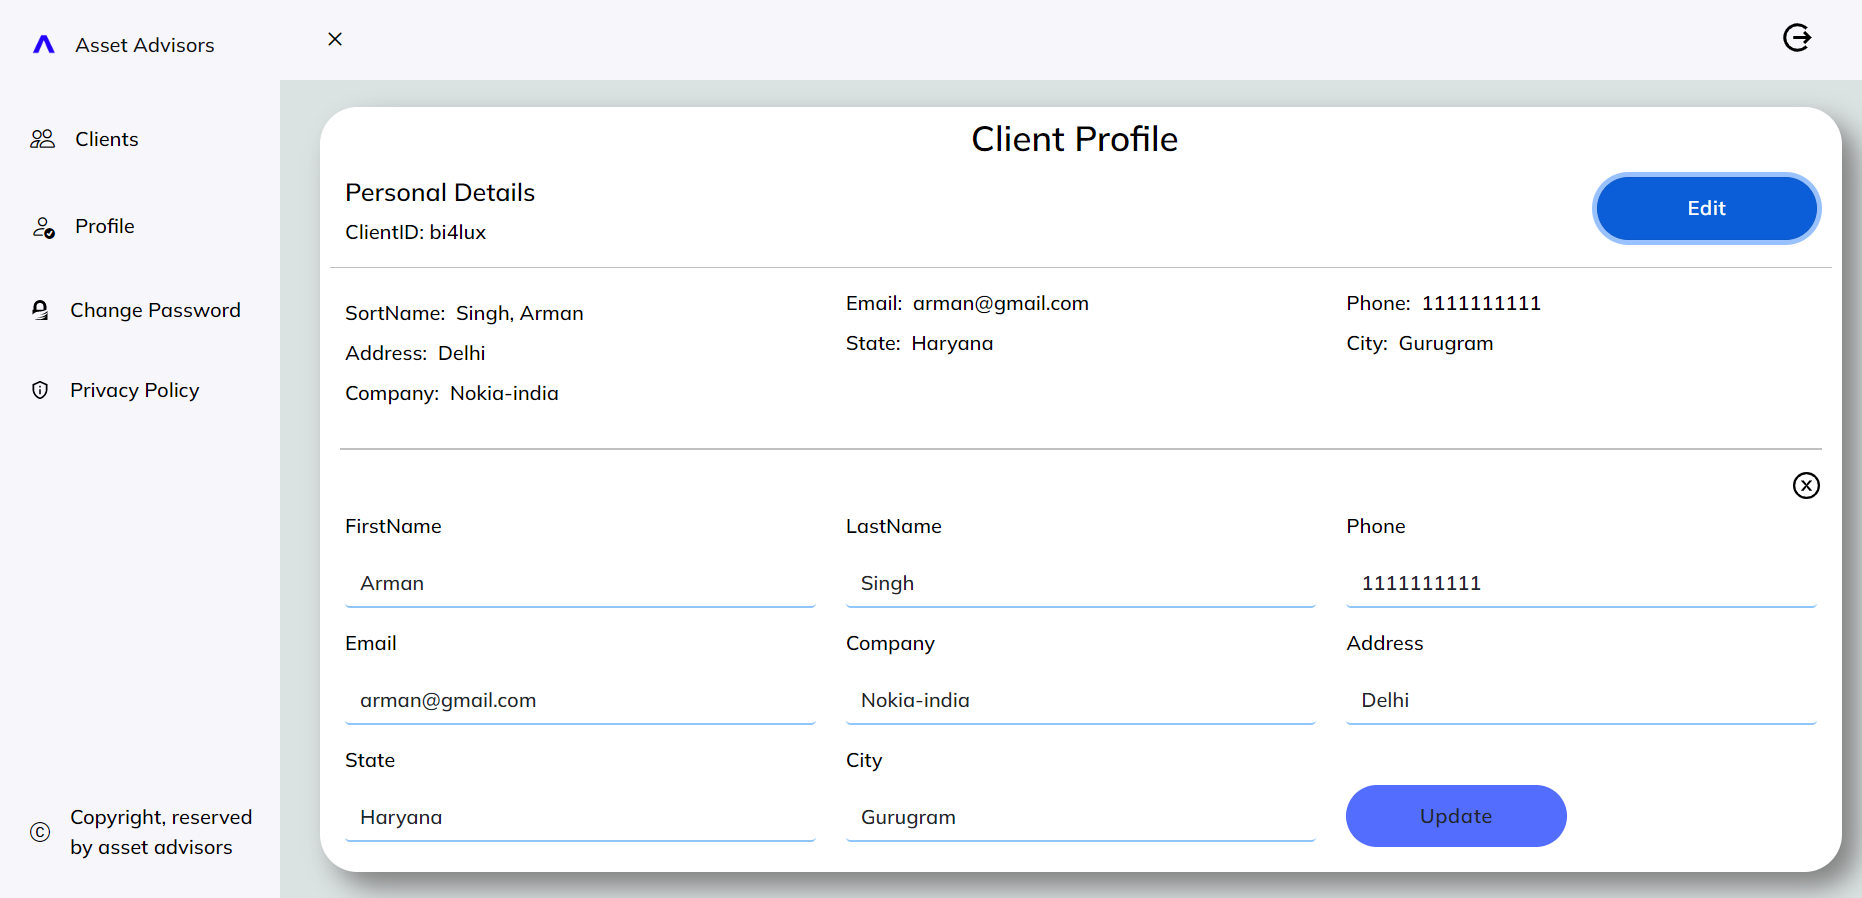 Asset Advisors
Clients
Profile
Change Password
Privacy Policy
Copyright, reserved
by asset advisors
Client Profile
Personal Details
ClientID: bi4lux
Edit
SortName: Singh, Arman
Address: Delhi
Company: Nokia-india
Email: arman@gmail.com
State: Haryana
Phone: 1111111111
City: Gurugram
FirstName
Arman
LastName
Singh
Phone
1111111111
Email
arman@gmail.com
Company
Nokia-india
Address
Delhi
State
Haryana
City
Gurugram
Update